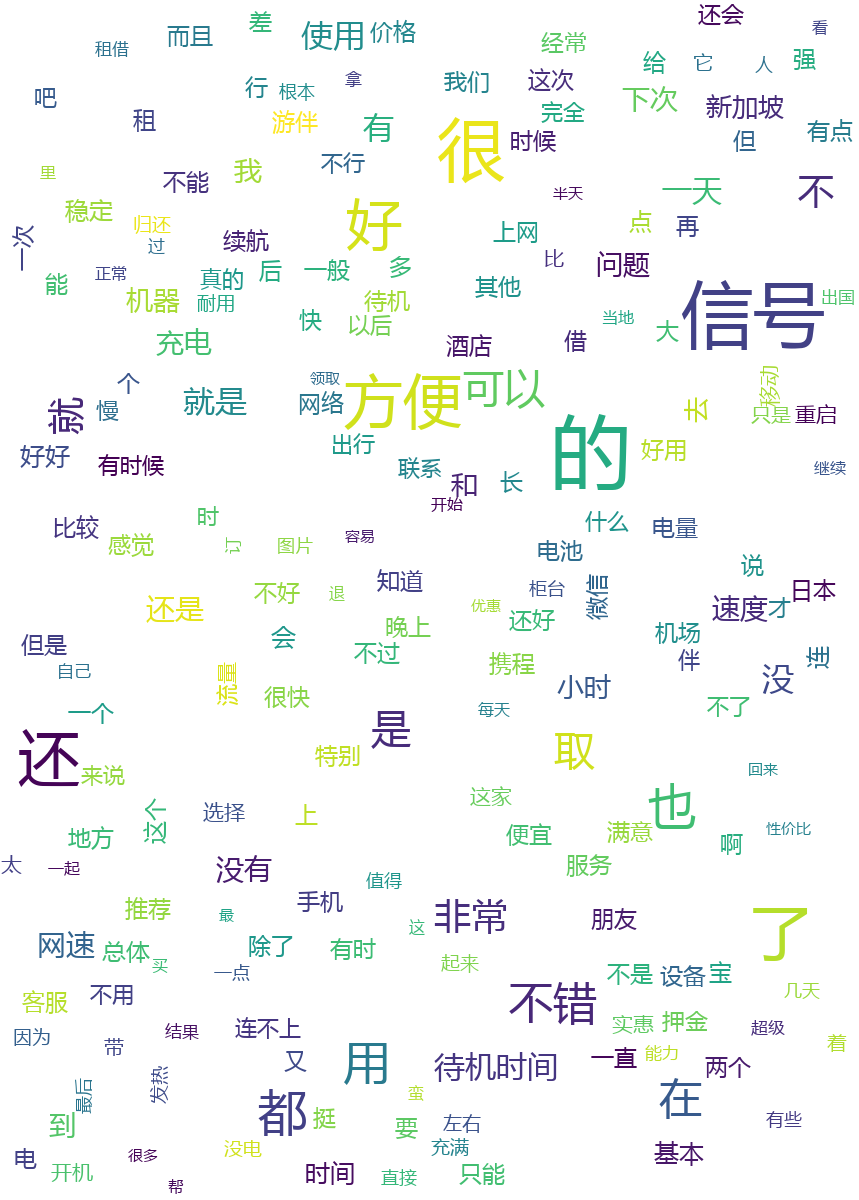 还会
差
看
使用
价格
而且
经常
租借
强
给
它
人
我们
这次
拿
行
根本
吧
下次
新加坡
完全
租
游伴
有
很
时候
但
有点
不行
里
我
不能
一天
不
半天
稳定
好
归还
点
再
上网
一次
续航
过
比
问题
后
一般
多
正常
真的
能
其他
信号
出国
机器
耐用
待机
快
以后
当地
大
借
充电
酒店
个
领取
方便
可以
移动
就
慢
就是
网络
去
只是
重启
出行
的
好用
好好
有时候
联系
继续
和
长
开始
时
什么
比较
电量
容易
感觉
订
图片
电池
说
知道
不好
退
柜台
微信
日本
优惠
还是
速度
才
还好
晚上
会
机场
但是
不过
连
携程
伴
自己
流量
小时
没
很快
每天
一个
不了
是
还
取
特别
回来
来说
这家
也
选择
上
这个
便宜
满意
性价比
地方
啊
太
一起
没有
服务
值得
手机
推荐
最
这
非常
朋友
了
网速
总体
除了
有时
买
起来
一点
不是
设备
宝
客服
不用
不错
几天
实惠
押金
结果
连不上
超级
因为
带
着
能力
又
用
待机时间
一直
两个
发热
最后
蛮
都
在
到
挺
要
左右
有些
没电
充满
基本
很多
电
开机
时间
直接
只能
帮